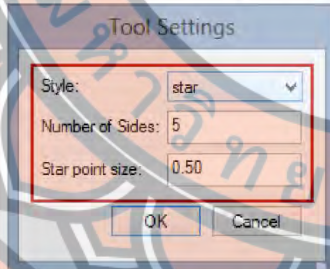 Tool Settings
Style: star
Number of Sides: 5
Star point size: 0.50
OK Cancel